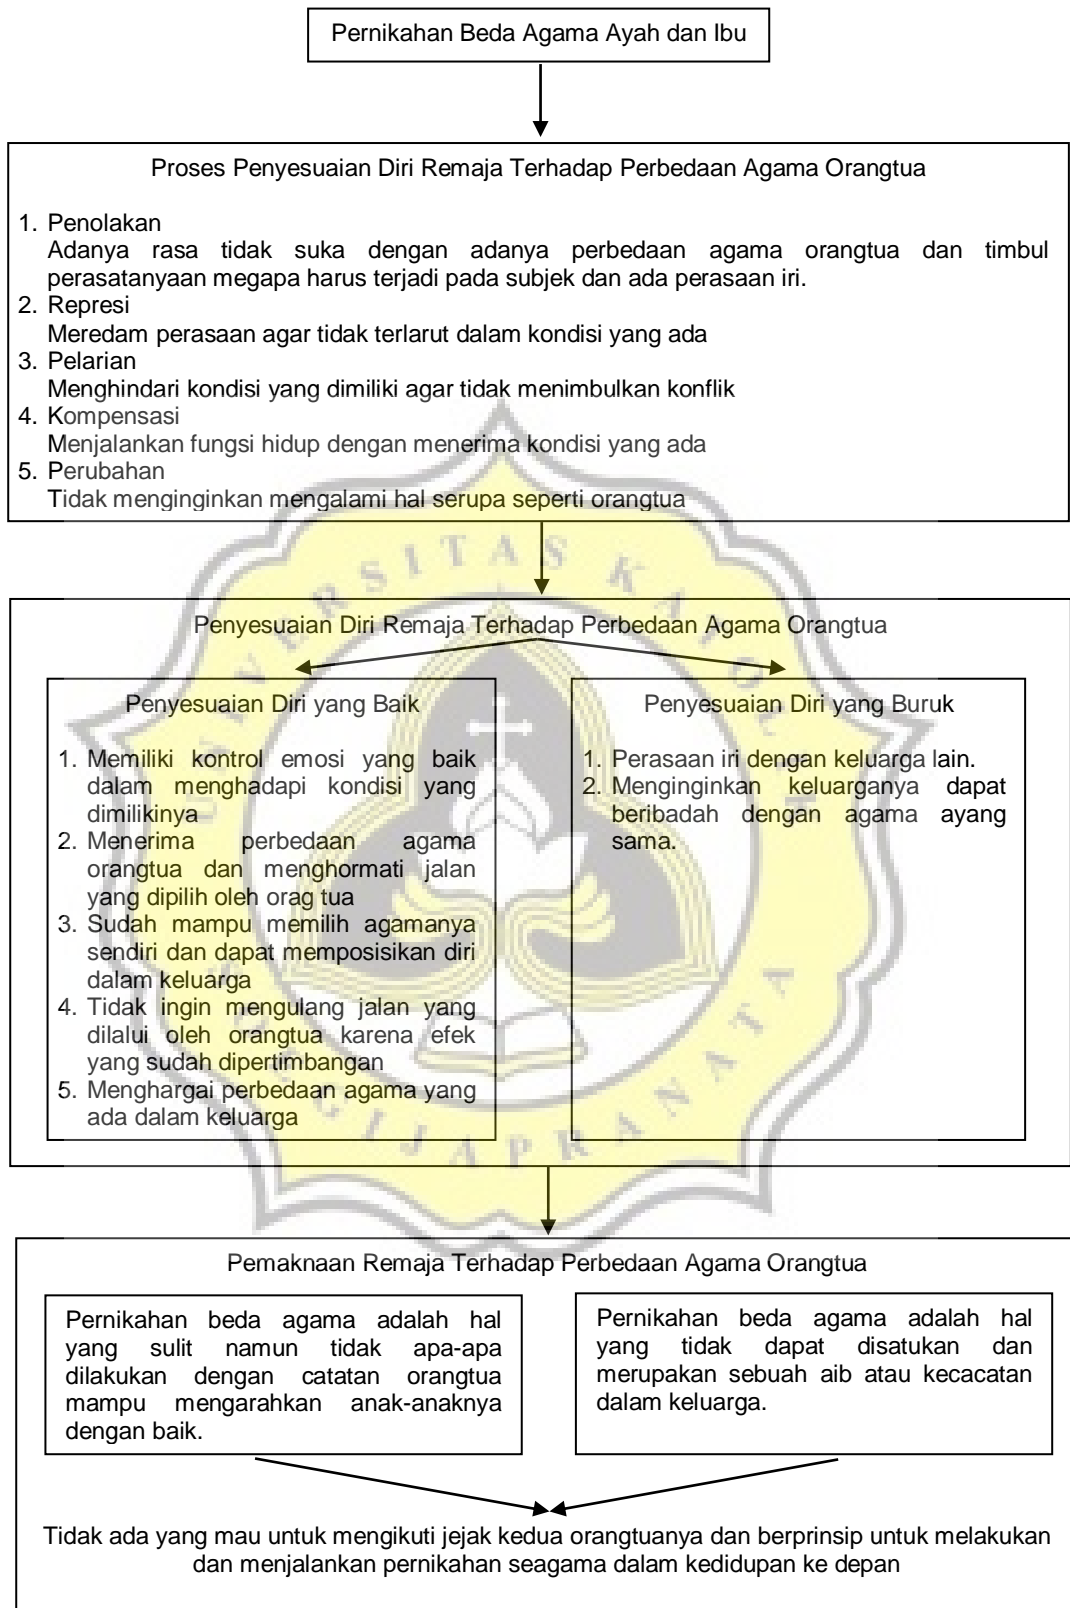 Pernikahan Beda Agama Ayah dan Ibu
Proses Penyesuaian Diri Remaja Terhadap Perbedaan Agama Orangtua
1. Penolakan
Adanya rasa tidak suka dengan adanya perbedaan agama orangtua dan timbul
perasatanyaan megapa harus terjadi pada subjek dan ada perasaan iri.
2. Represi
Meredam perasaan agar tidak terlarut dalam kondisi yang ada
3. Pelarian
Menghindari kondisi yang dimiliki agar tidak menimbulkan konflik
4. Kompensasi
Menjalankan fungsi hidup dengan menerima kondisi yang ada
5. Perubahan
Tidak menginginkan mengalami hal serupa seperti orangtua
Penyesuaian Diri Remaja Terhadap Perbedaan Agama Orangtua
Penyesuaian Diri yang Baik
1. Memiliki kontrol emosi yang baik
dalam menghadapi kondisi yang
dimilikinya
2. Menerima perbedaan agama
orangtua dan menghormati jalan
yang dipilih oleh orag tua
3. Sudah mampu memilih agamanya
sendiri dan dapat memposisikan diri
dalam keluarga
4. Tidak ingin mengulang jalan yang
dilalui oleh orangtua karena efek
yang sudah dipertimbangan
5. Menghargai perbedaan agama yang
ada dalam keluarga
Penyesuaian Diri yang Buruk
1. Perasaan iri dengan keluarga lain.
2. Menginginkan keluarganya dapat
beribadah dengan agama ayang
sama.
Pemaknaan Remaja Terhadap Perbedaan Agama Orangtua
Pernikahan beda agama adalah hal
yang sulit namun tidak apa-apa
dilakukan dengan catatan orangtua
mampu mengarahkan anak-anaknya
dengan baik.
Pernikahan beda agama adalah hal
yang tidak dapat disatukan dan
merupakan sebuah aib atau kecacatan
dalam keluarga.
Tidak ada yang mau untuk mengikuti jejak kedua orangtuanya dan berprinsip untuk melakukan
dan menjalankan pernikahan seagama dalam kedidupan ke depan
UNIVERSITAS KATOLIK
SOEGIJAPRANATA